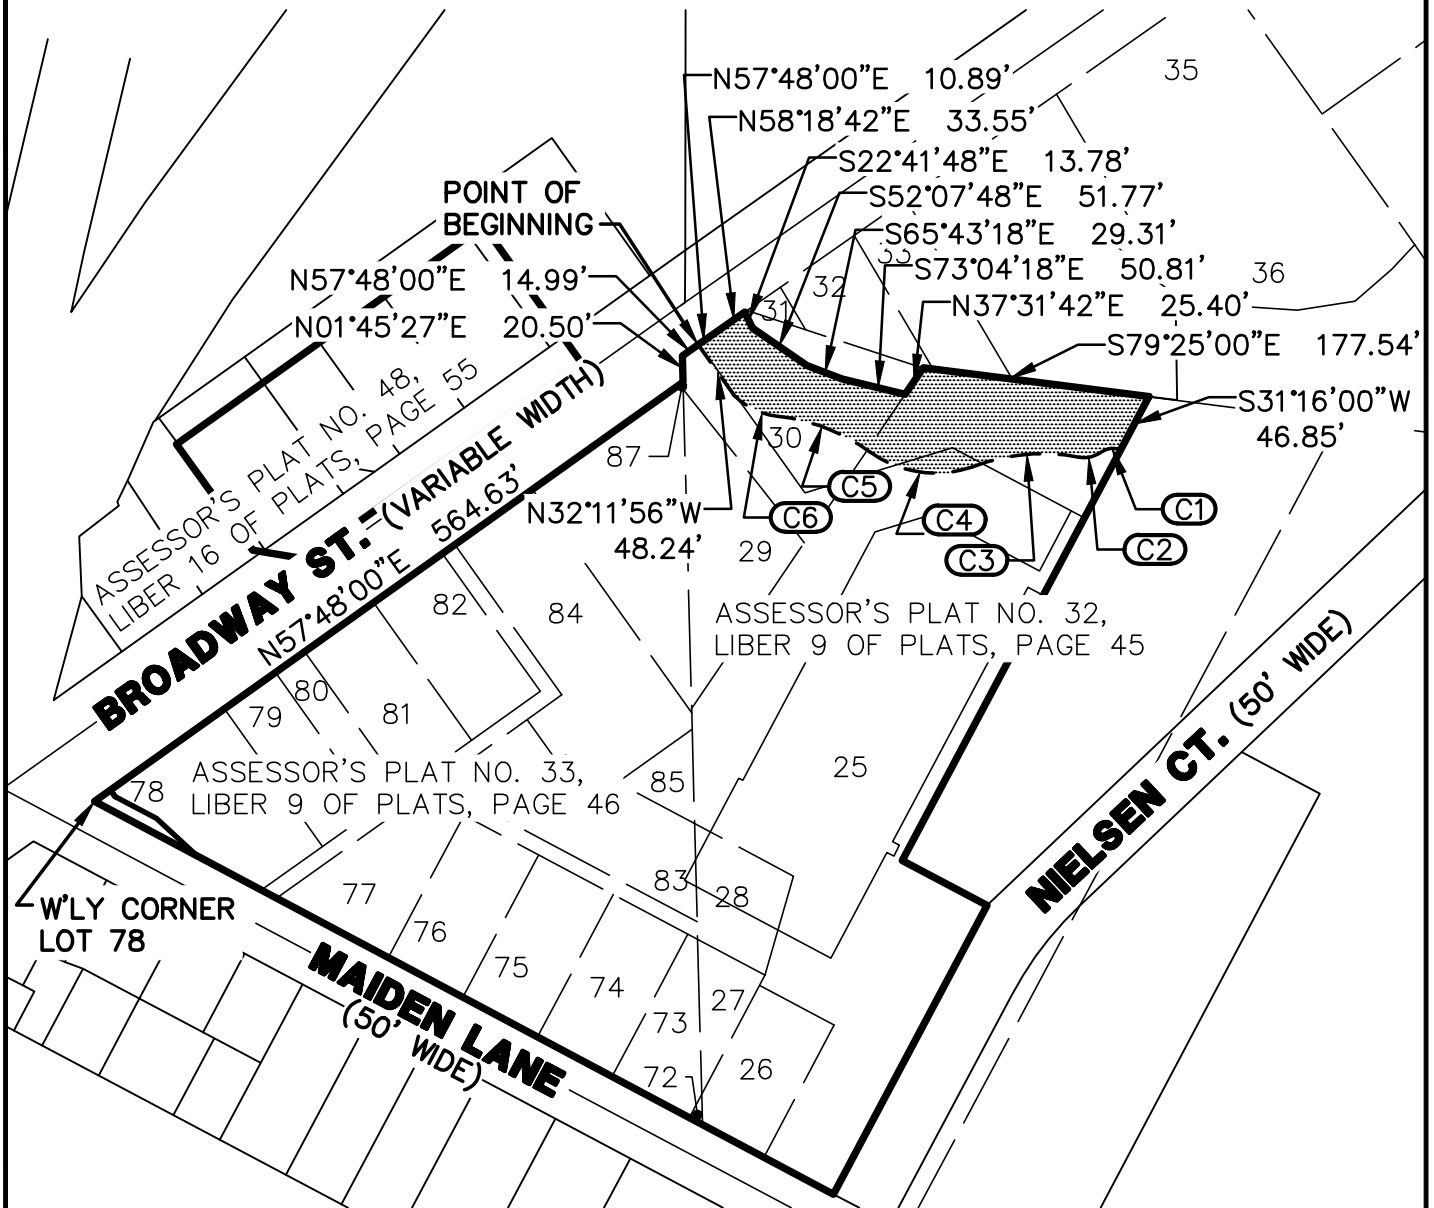 N57°48'00"E 10.89'
35
N58°18'42"E 33.55'
S22°41'48"E 13.78'
POINT OF
BEGINNING
S52°07'48"E 51.77'
S65°43'18"E 29.31'
33
S73°04'18"E 50.81'
36
N57°48'00"E 14.99'
32
31
N37°31'42"E 25.40'
N01°45'27"E 20.50'
S79°25'00"E 177.54'
S31°16'00"W
46.85'
ASSESSOR'S PLAT NO. 48,
LIBER 16 OF PLATS, PAGE 55
BROADWAY ST. (VARIABLE WIDTH)
N57°48'00"E 564.63'
87
30
N32°11'56"W
48.24'
C6
C5
C4
C3
C2
C1
29
82
84
ASSESSOR'S PLAT NO. 32,
LIBER 9 OF PLATS, PAGE 45
80
79
81
78
ASSESSOR'S PLAT NO. 33,
LIBER 9 OF PLATS, PAGE 46
85
25
NIELSEN CT. (50' WIDE)
W'LY CORNER
LOT 78
77
83
28
76
75
74
27
73
72
26
MAIDEN LANE
(50' WIDE)